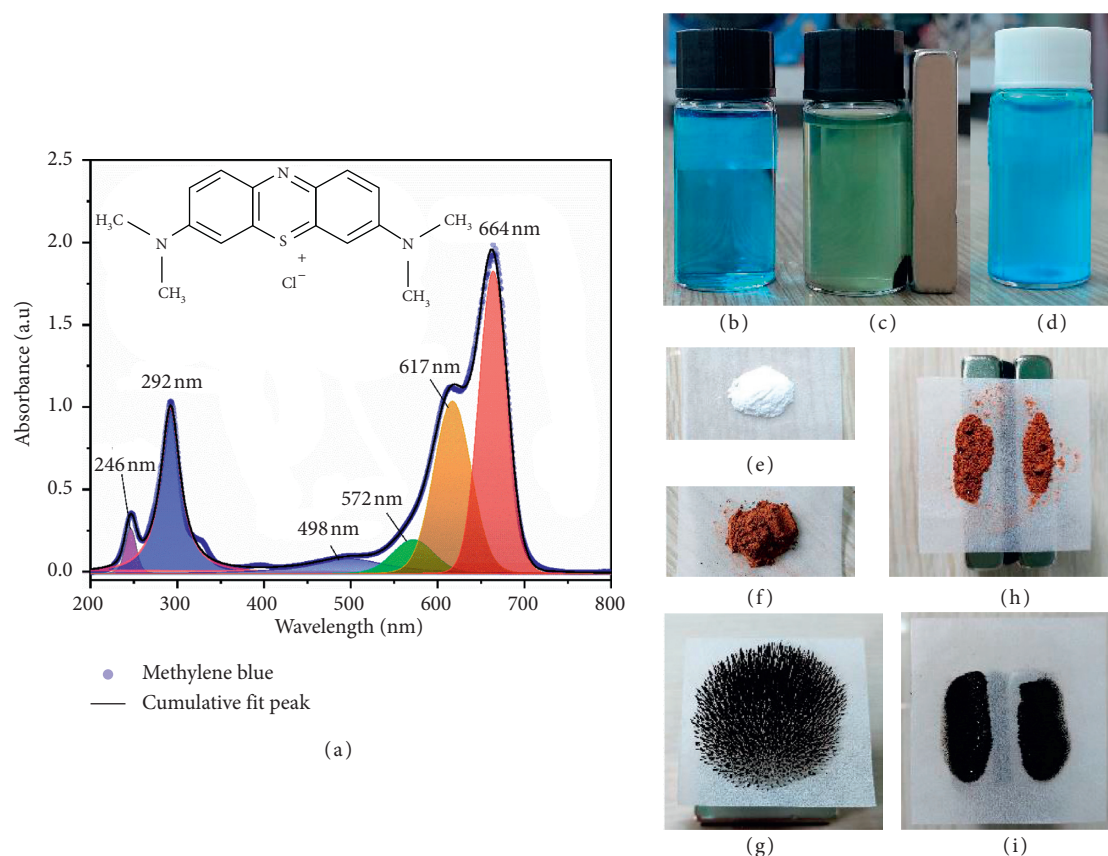 2.5
2.0
1.5
1.0
0.5
0.0
Absorbance (a.u)
200 300 400 500 600 700 800
Wavelength (nm)
246 nm
292 nm
498 nm
572 nm
617 nm
664 nm
N
H₃C
N
CH₃
S
+
Cl⁻
CH₃
N
CH₃
Methylene blue
Cumulative fit peak
(a)
(b)
(c)
(d)
(e)
(f)
(h)
(g)
(i)